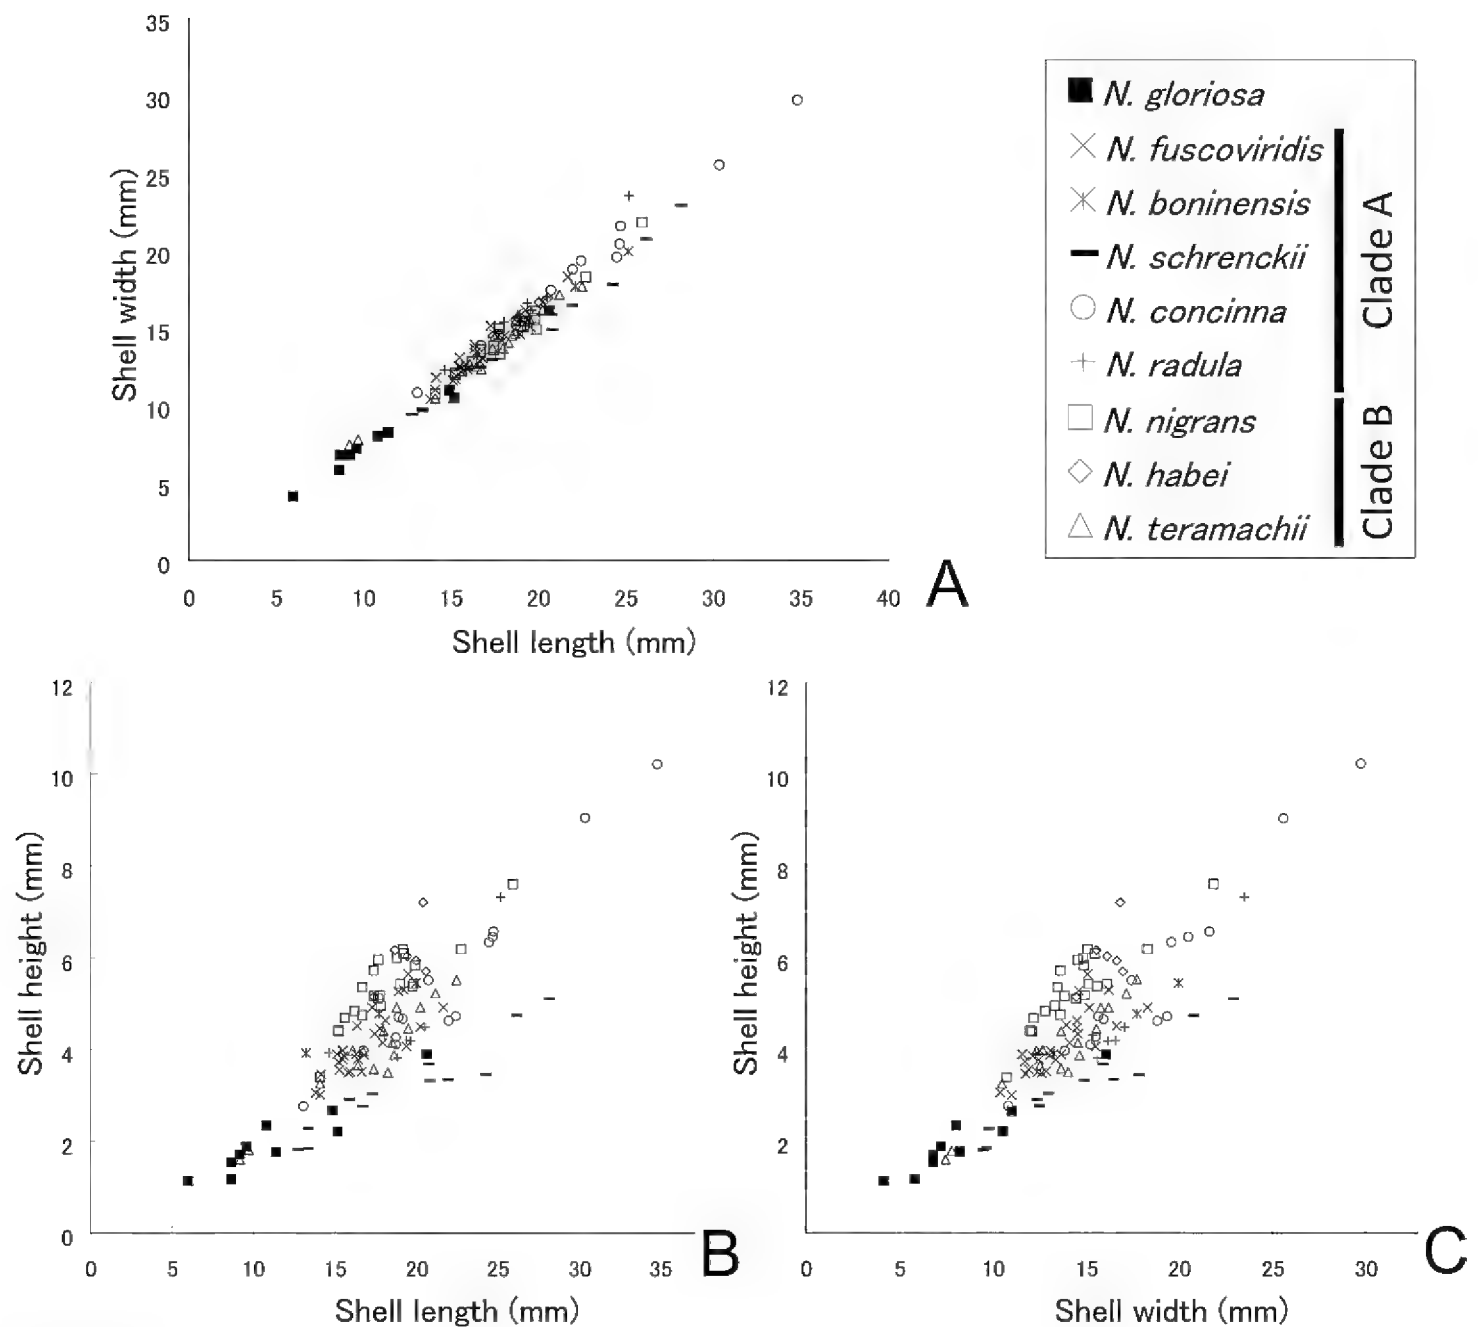 35
30
25
20
15
10
5
0
Shell width (mm)
0 5 10 15 20 25 30 35 40
Shell length (mm)
A
N. gloriosa
N. fuscoviridis
N. boninensis
N. schrenckii
N. concinna
N. radula
N. nigrans
N. habei
N. teramachii
Clade A
Clade B
12
10
8
6
4
2
0
Shell height (mm)
0 5 10 15 20 25 30 35
Shell length (mm)
B
12
10
8
6
4
2
Shell height (mm)
0 5 10 15 20 25 30
Shell width (mm)
C